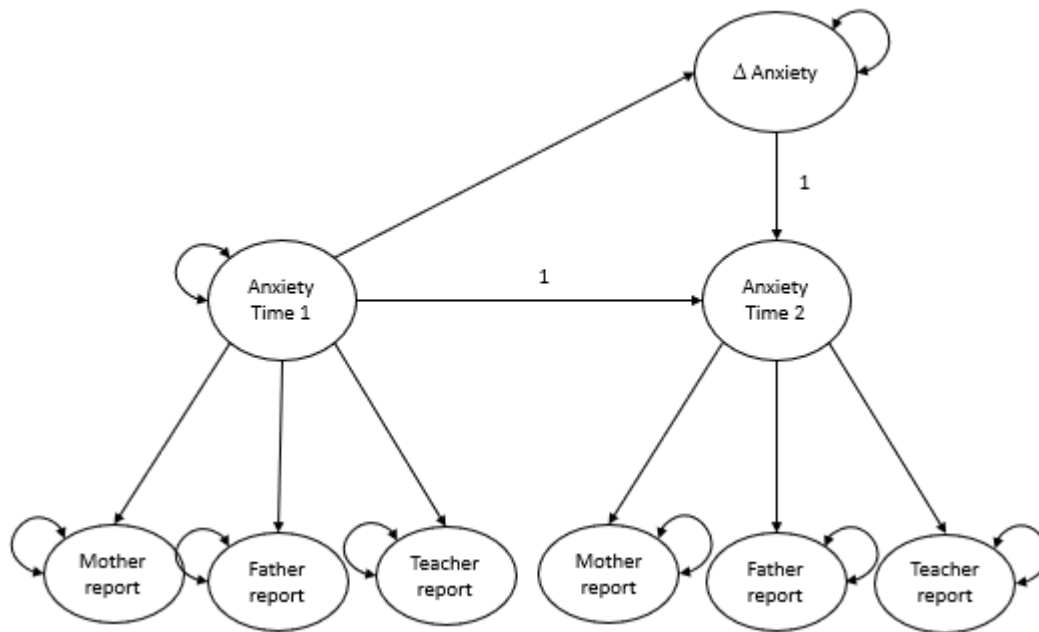 Δ Anxiety
1
Anxiety
Time 1
1
Anxiety
Time 2
Mother
report
Father
report
Teacher
report
Mother
report
Father
report
Teacher
report